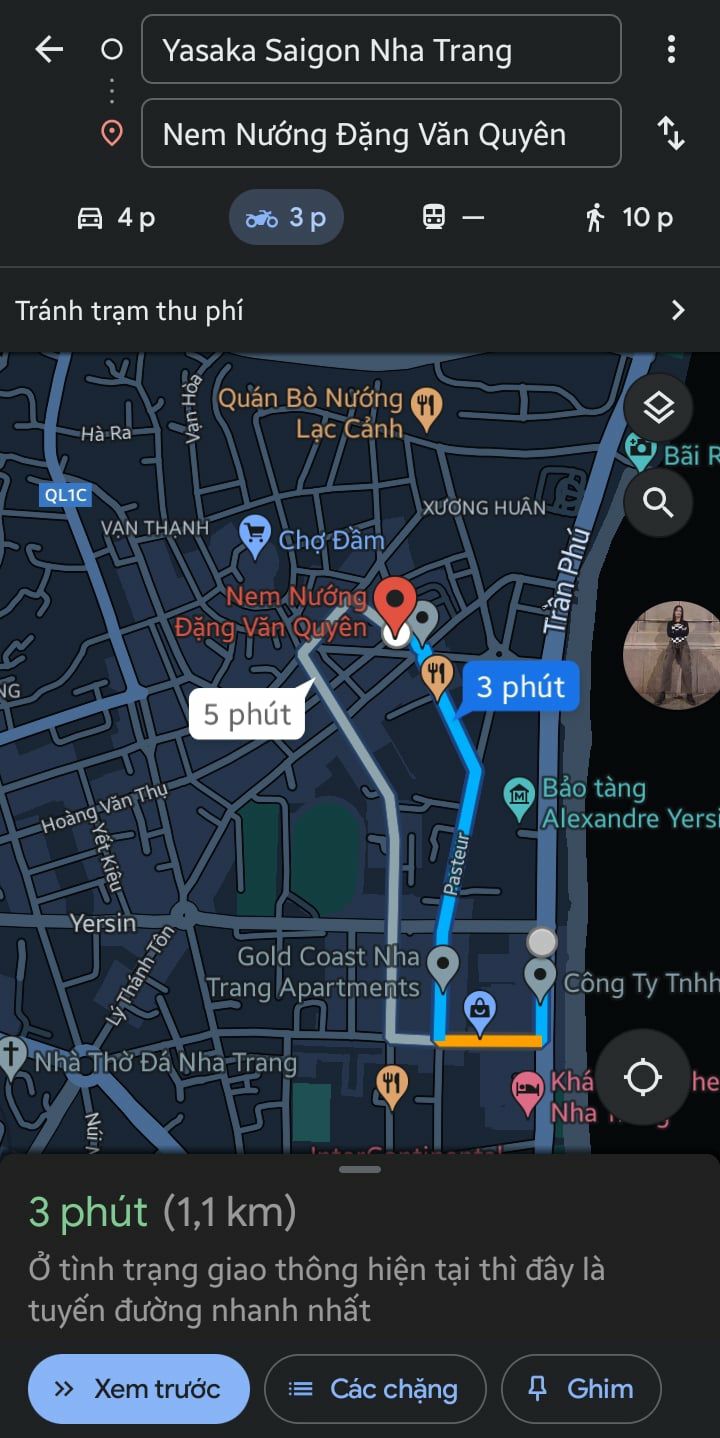 Yasaka Saigon Nha Trang
Nem Nướng Đặng Văn Quyên
4 p
3 p
—
10 p
Tránh trạm thu phí
Quán Bò Nướng
Lạc Cảnh
Vạn Hòa
Hà Ra
Bãi R
QL1C
XƯƠNG HUÂN
VẠN THẠNH
Chợ Đầm
Trần Phú
Nem Nướng
Đặng Văn Quyên
3 phút
NG
5 phút
Bảo tàng
Alexandre Yersi
Hoàng Văn Thụ
Yết Kiêu
Pasteur
Yersin
Lý Thánh Tôn
Gold Coast Nha
Trang Apartments
Công Ty Tnhh
Nhà Thờ Đá Nha Trang
Khá
he
Nha
Núi
InterContinental
3 phút (1,1 km)
Ở tình trạng giao thông hiện tại thì đây là
tuyến đường nhanh nhất
Xem trước
Các chặng
Ghim